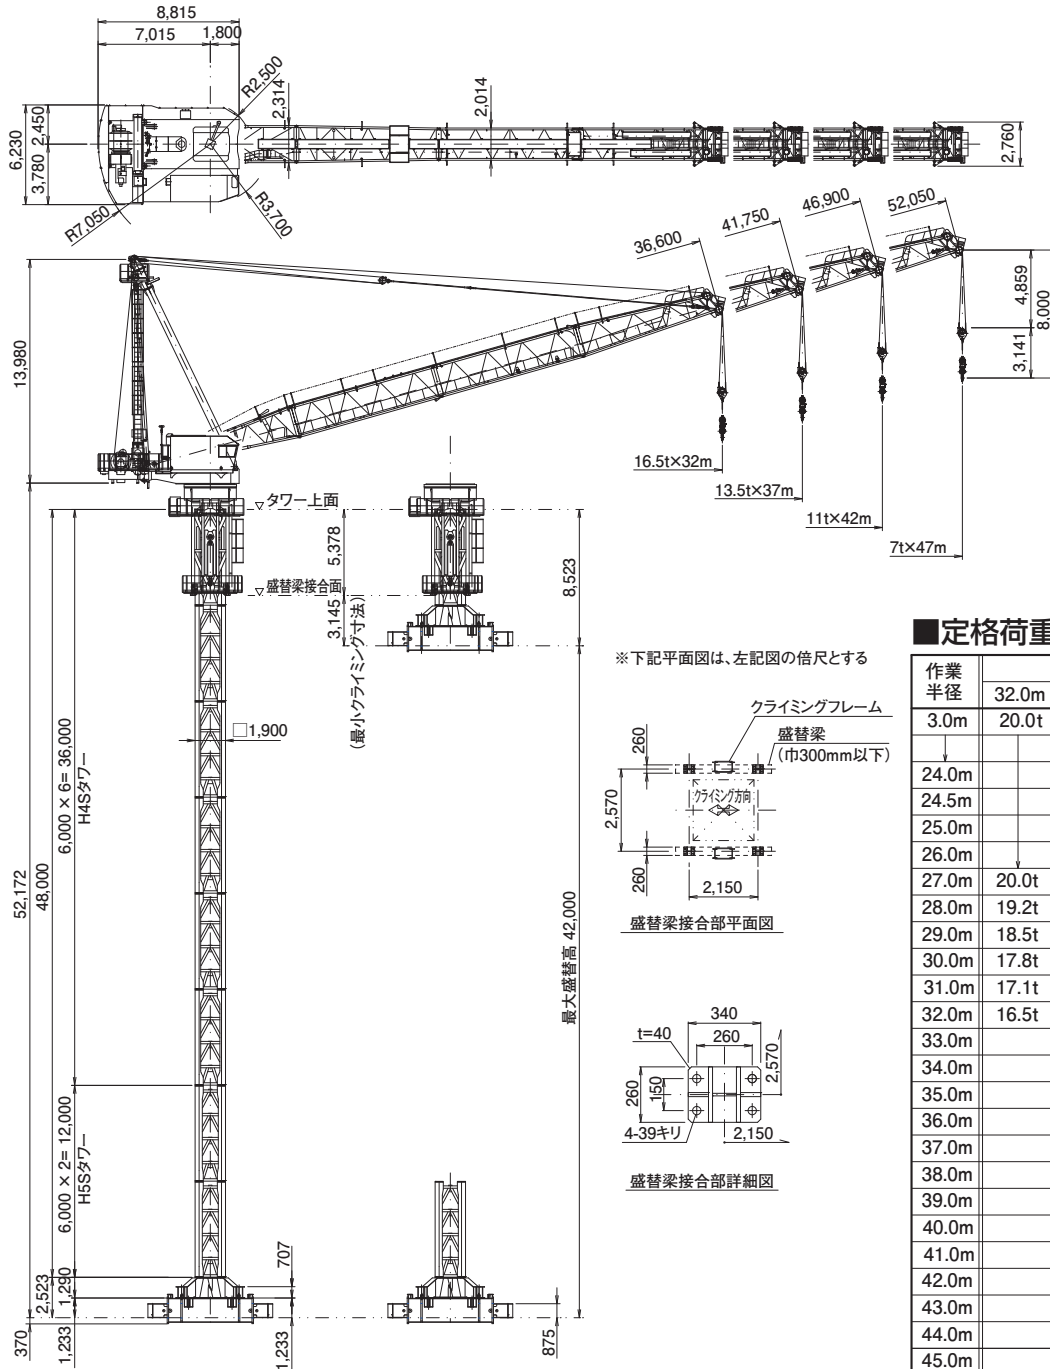 8,815
7,015
1,800
R2,500
2,314
2,014
6,230
2,450
3,780
2,760
R7,050
R3,700
36,600
41,750
46,900
52,050
4,859
8.000
3,141
13,980
16.5t×32m
13.5t×37m
11t×42m
7t×47m
▽タワー上面
5,378
8,523
▽盛替梁接合面
3,145
(最小クライミング寸法)
□1,900
6,000 × 6= 36,000
H4Sタワー
52,172
48,000
6,000 × 2= 12,000
H5Sタワー
最大盛替高 42,000
707
2,523
1,290
370
1,233
1,233
875
※下記平面図は、左記図の倍尺とする
クライミングフレーム
盛替梁
(巾300mm以下)
260
2,570
クライミング方向
260
2,150
盛替梁接合部平面図
340
t=40
260
2,570
260
150
4-39キリ
2,150
盛替梁接合部詳細図
■定格荷重
作業
半径
32.0m
3.0m 20.0t
24.0m
24.5m
25.0m
26.0m
27.0m 20.0t
28.0m 19.2t
29.0m 18.5t
30.0m 17.8t
31.0m 17.1t
32.0m 16.5t
33.0m
34.0m
35.0m
36.0m
37.0m
38.0m
39.0m
40.0m
41.0m
42.0m
43.0m
44.0m
45.0m